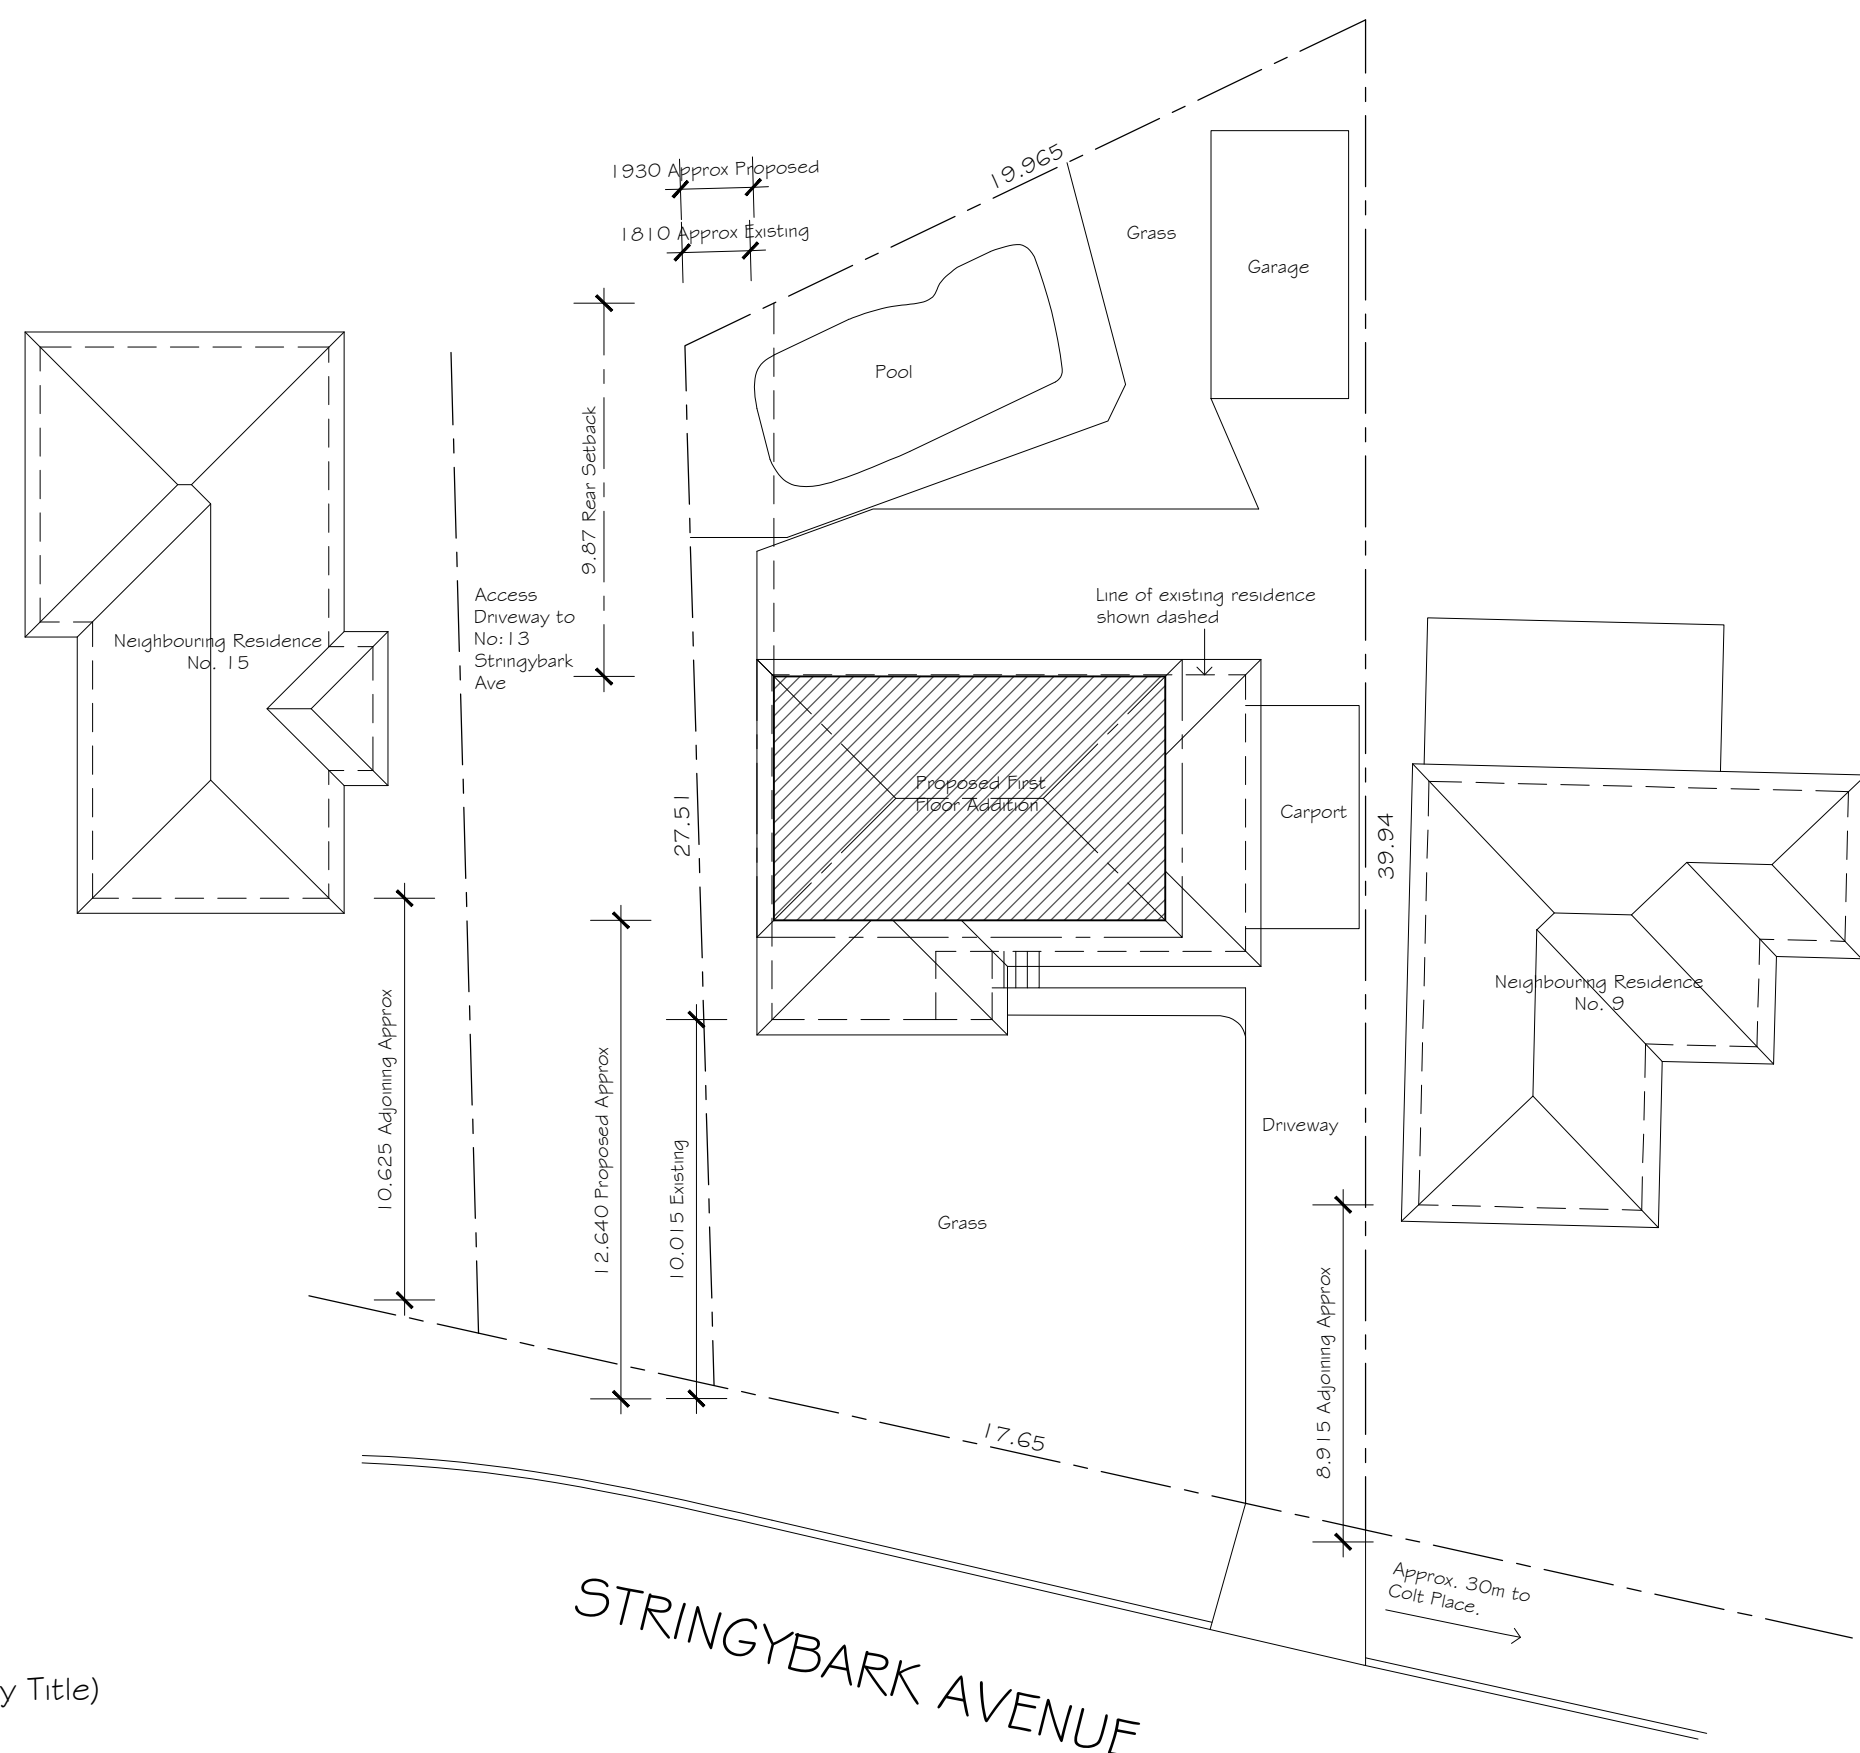 19.965
1930 Approx Proposed
1810 Approx Existing
Grass
Garage
Pool
9.87 Rear Setback
Access
Driveway to
No:13
Stringybark
Ave
Line of existing residence
shown dashed
Neighbouring Residence
No. 15
27.51
Proposed First
Floor Addition
Carport
39.94
Neighbouring Residence
No. 9
10.625 Adjoining Approx
12.640 Proposed Approx
10.015 Existing
Driveway
Grass
8.915 Adjoining Approx
17.65
Approx. 30m to
Colt Place.
STRINGYBARK AVENUE
y Title)